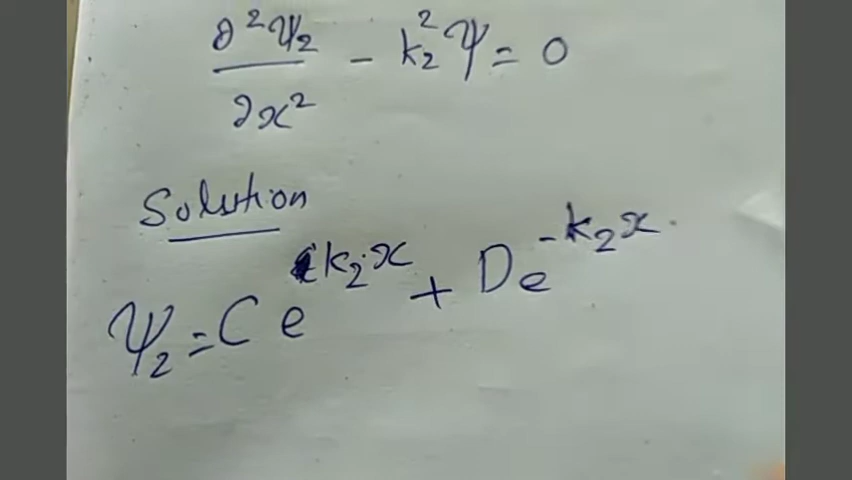 ∂²Ψ₂/∂x² - k₂²Ψ = 0
Solution
Ψ₂ = C e^{k₂x} + D e^{-k₂x}